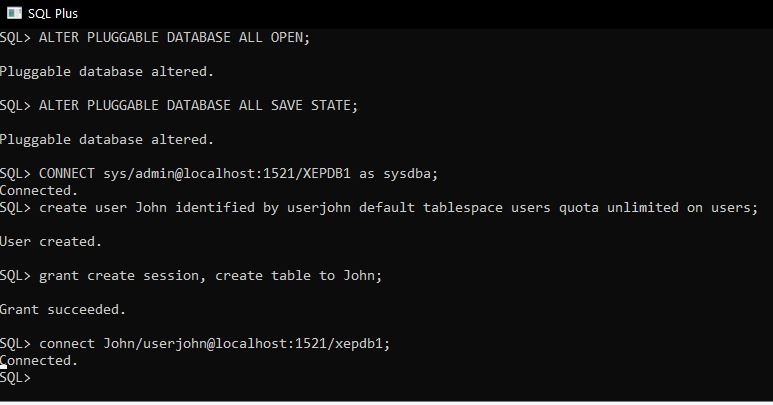 SQL Plus
SQL> ALTER PLUGGABLE DATABASE ALL OPEN;
Pluggable database altered.
SQL> ALTER PLUGGABLE DATABASE ALL SAVE STATE;
Pluggable database altered.
SQL> CONNECT sys/admin@localhost:1521/XEPDB1 as sysdba;
Connected.
SQL> create user John identified by userjohn default tablespace users quota unlimited on users;
User created.
SQL> grant create session, create table to John;
Grant succeeded.
SQL> connect John/userjohn@localhost:1521/xepdb1;
Connected.
SQL>